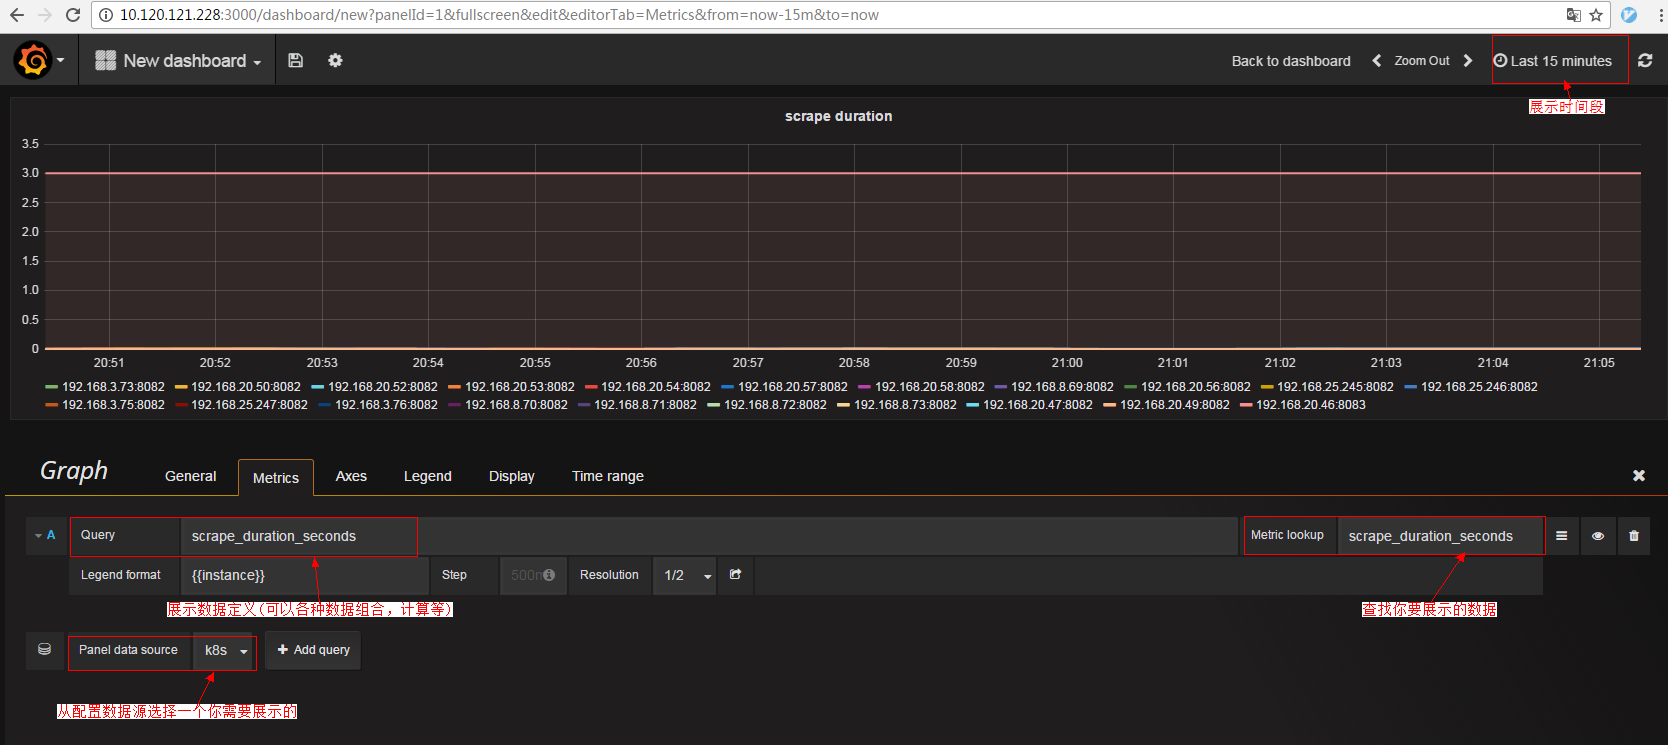 10.120.121.228:3000/dashboard/new?panelId=1&fullscreen&edit&editorTab=Metrics&from=now-15m&to=now
New dashboard
Back to dashboard
Zoom Out
Last 15 minutes
展示时间段
scrape duration
3.5
3.0
2.5
2.0
1.5
1.0
0.5
0
20:51 20:52 20:53 20:54 20:55 20:56 20:57 20:58 20:59 21:00 21:01 21:02 21:03 21:04 21:05
192.168.3.73:8082 192.168.20.50:8082 192.168.20.52:8082 192.168.20.53:8082 192.168.20.54:8082 192.168.20.57:8082 192.168.20.58:8082 192.168.8.69:8082 192.168.20.56:8082 192.168.25.245:8082 192.168.25.246:8082
192.168.3.75:8082 192.168.25.247:8082 192.168.3.76:8082 192.168.8.70:8082 192.168.8.71:8082 192.168.8.72:8082 192.168.8.73:8082 192.168.20.47:8082 192.168.20.49:8082 192.168.20.46:8083
Graph
General Metrics Axes Legend Display Time range
A Query scrape_duration_seconds Metric lookup scrape_duration_seconds
Legend format {{instance}} Step 500m Resolution 1/2
展示数据定义(可以各种数据组合，计算等)
查找你要展示的数据
Panel data source k8s Add query
从配置数据源选择一个你需要展示的